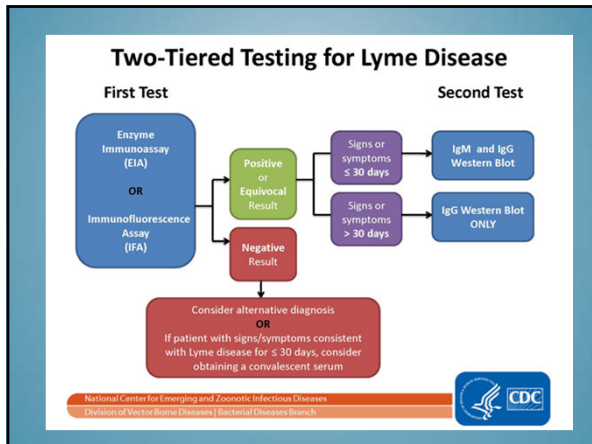 Two-Tiered Testing for Lyme Disease
First Test
Second Test
Enzyme
Immunoassay
(EIA)
OR
Immunofluorescence
Assay
(IFA)
Positive
or
Equivocal
Result
Negative
Result
Signs or
symptoms
≤ 30 days
Signs or
symptoms
> 30 days
IgM and IgG
Western Blot
IgG Western Blot
ONLY
Consider alternative diagnosis
OR
If patient with signs/symptoms consistent
with Lyme disease for ≤ 30 days, consider
obtaining a convalescent serum
National Center for Emerging and Zoonotic Infectious Diseases
Division of Vector Borne Diseases | Bacterial Diseases Branch
CDC